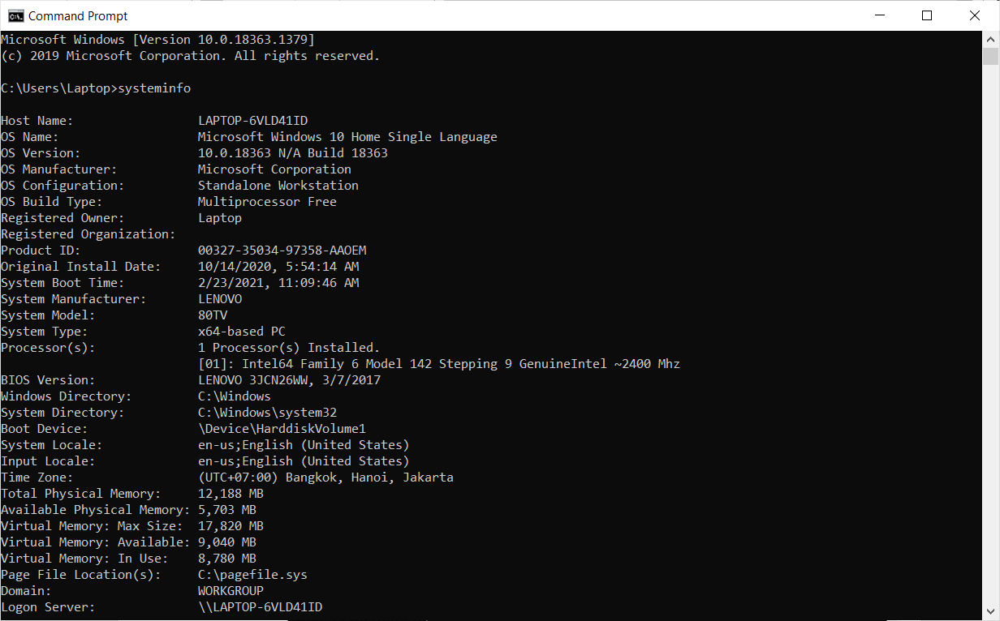 Command Prompt
Microsoft Windows [Version 10.0.18363.1379]
(c) 2019 Microsoft Corporation. All rights reserved.
C:\Users\Laptop>systeminfo
Host Name: LAPTOP-6VLD41ID
OS Name: Microsoft Windows 10 Home Single Language
OS Version: 10.0.18363 N/A Build 18363
OS Manufacturer: Microsoft Corporation
OS Configuration: Standalone Workstation
OS Build Type: Multiprocessor Free
Registered Owner: Laptop
Registered Organization:
Product ID: 00327-35034-97358-AAOEM
Original Install Date: 10/14/2020, 5:54:14 AM
System Boot Time: 2/23/2021, 11:09:46 AM
System Manufacturer: LENOVO
System Model: 80TV
System Type: x64-based PC
Processor(s): 1 Processor(s) Installed.
[01]: Intel64 Family 6 Model 142 Stepping 9 GenuineIntel ~2400 Mhz
BIOS Version: LENOVO 3JCN26WW, 3/7/2017
Windows Directory: C:\Windows
System Directory: C:\Windows\system32
Boot Device: \Device\HarddiskVolume1
System Locale: en-us;English (United States)
Input Locale: en-us;English (United States)
Time Zone: (UTC+07:00) Bangkok, Hanoi, Jakarta
Total Physical Memory: 12,188 MB
Available Physical Memory: 5,703 MB
Virtual Memory: Max Size: 17,820 MB
Virtual Memory: Available: 9,040 MB
Virtual Memory: In Use: 8,780 MB
Page File Location(s): C:\pagefile.sys
Domain: WORKGROUP
Logon Server: \\LAPTOP-6VLD41ID